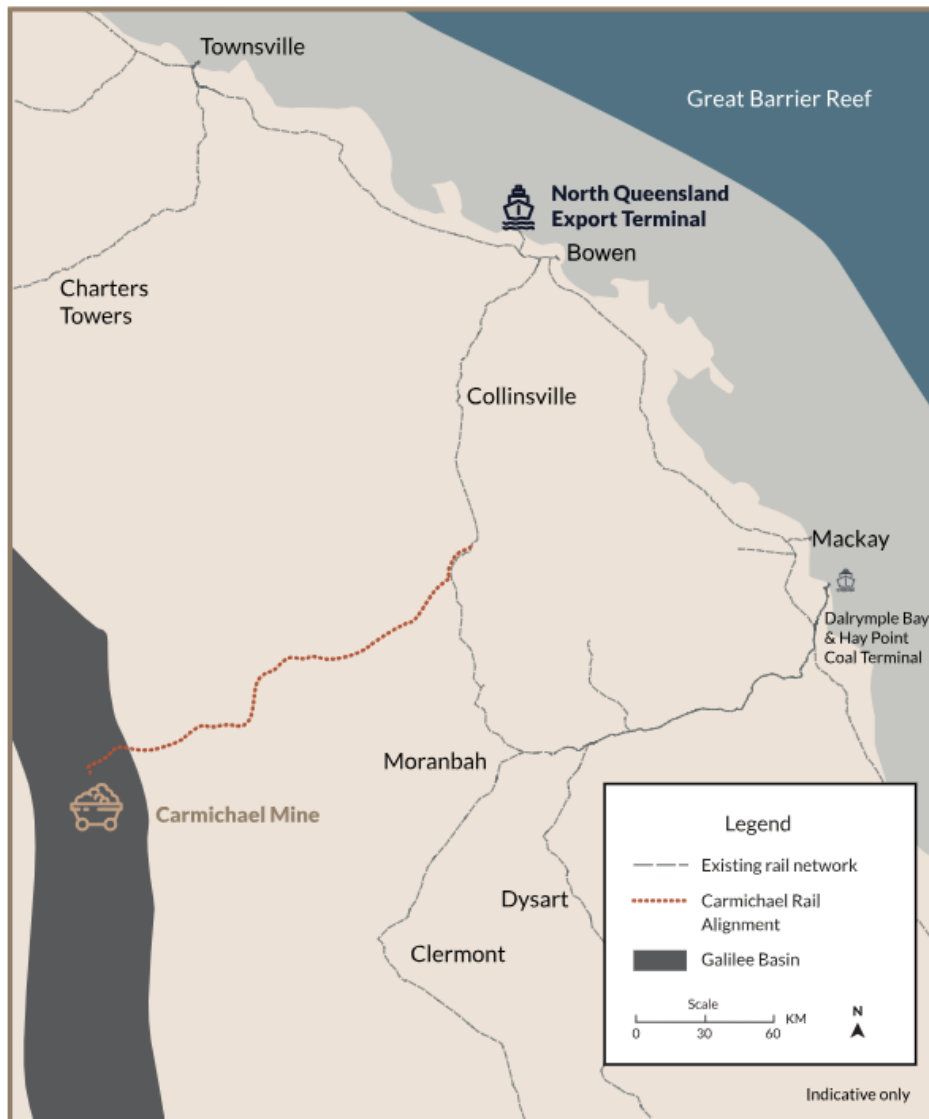 Townsville
Great Barrier Reef
North Queensland
Export Terminal
Bowen
Charters
Towers
Collinsville
Mackay
Dalrymple Bay
& Hay Point
Coal Terminal
Moranbah
Carmichael Mine
Dysart
Clermont
Legend
Existing rail network
Carmichael Rail
Alignment
Galilee Basin
Scale
KM
0 30 60
N
Indicative only